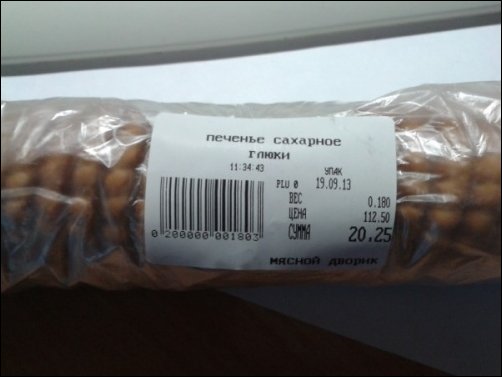 печенье сахарное
глюки
11:34:43
УПАК
PLU 0 19.09.13
ВЕС 0.180
ЦЕНА 112.50
СУММА 20.25
0 200000 001803
мясной дворик